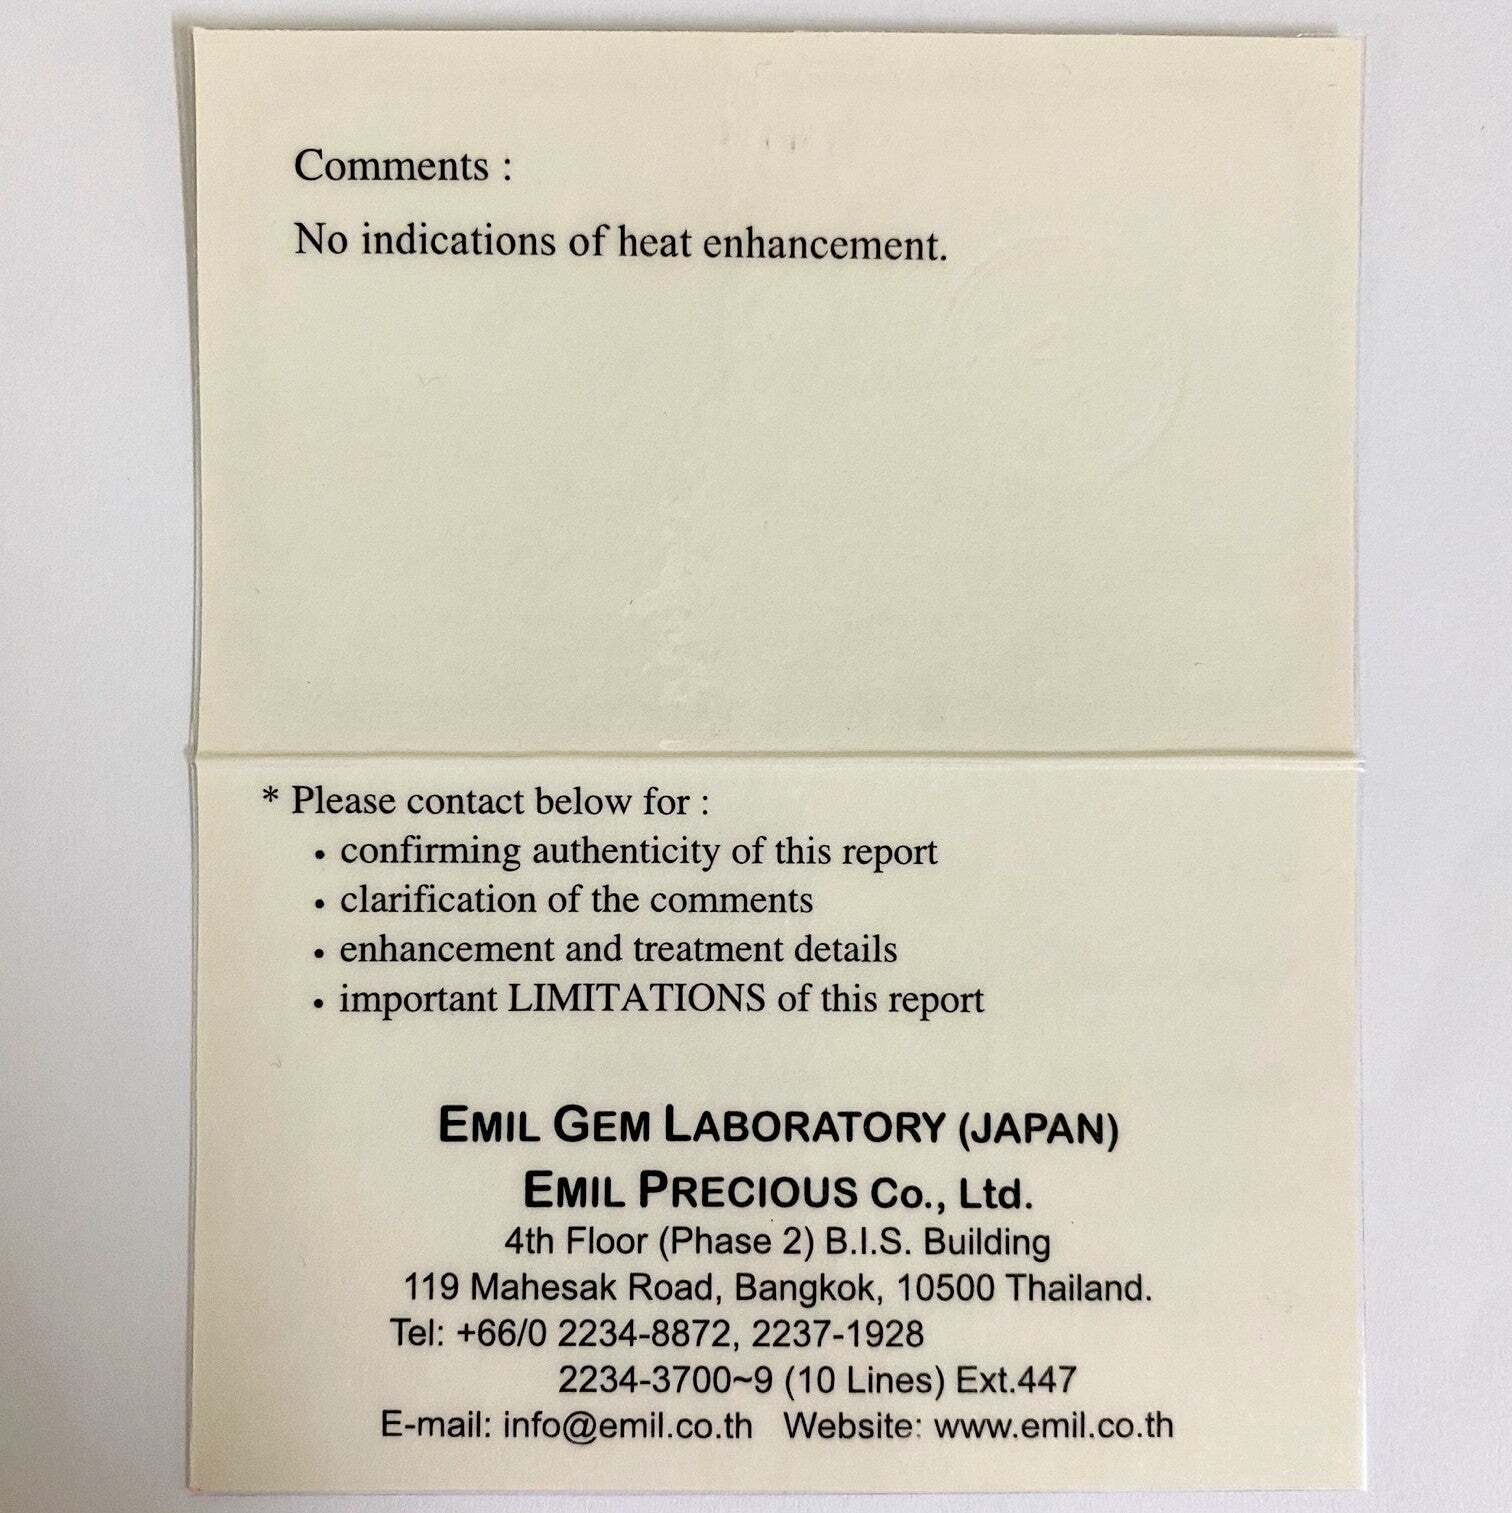 Comments :
No indications of heat enhancement.
* Please contact below for :
• confirming authenticity of this report
• clarification of the comments
• enhancement and treatment details
• important LIMITATIONS of this report
EMIL GEM LABORATORY (JAPAN)
EMIL PRECIOUS Co., Ltd.
4th Floor (Phase 2) B.I.S. Building
119 Mahesak Road, Bangkok, 10500 Thailand.
Tel: +66/0 2234-8872, 2237-1928
2234-3700~9 (10 Lines) Ext.447
E-mail: info@emil.co.th Website: www.emil.co.th